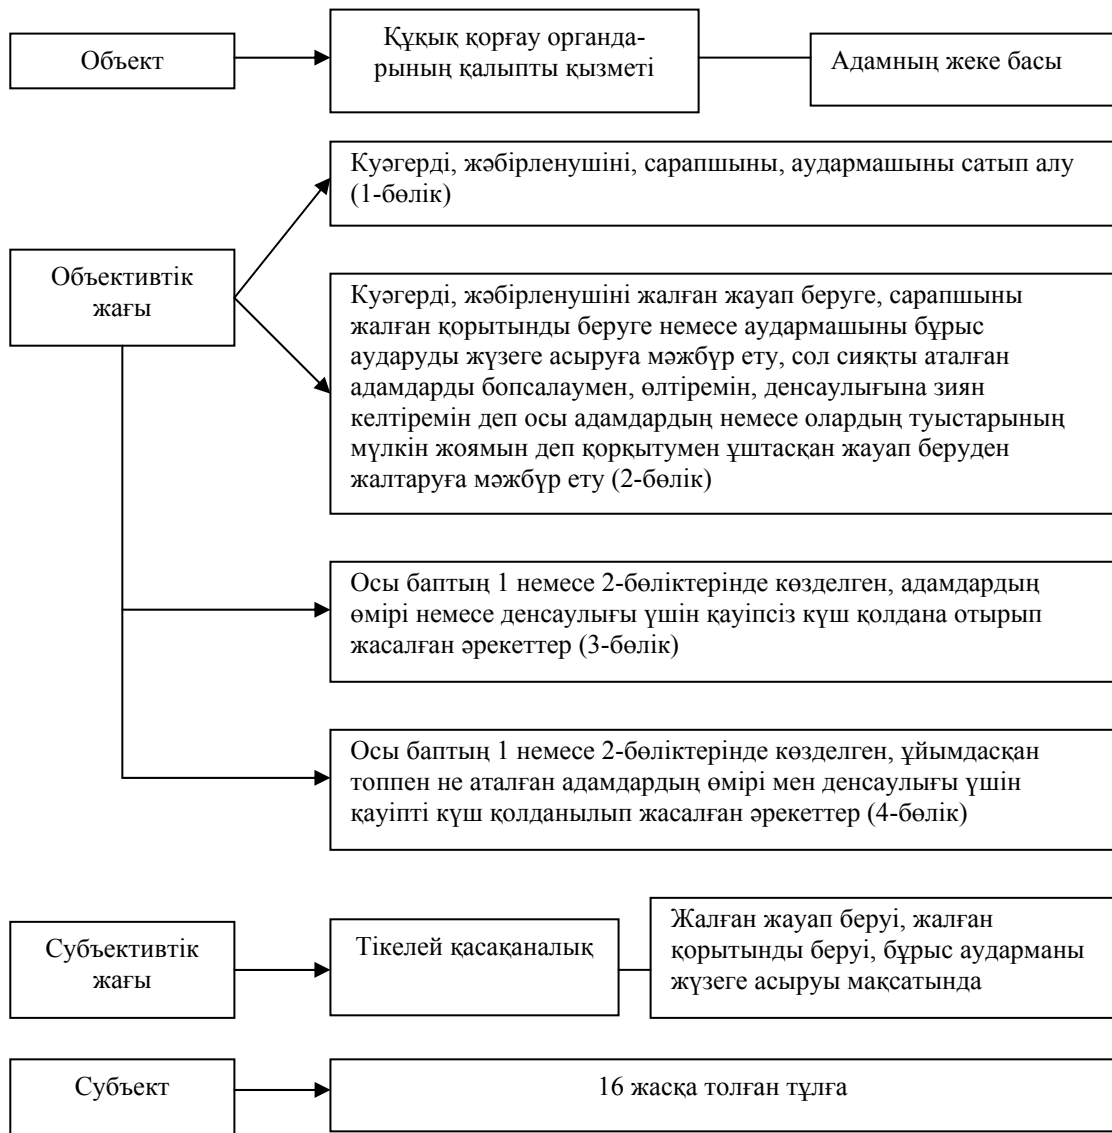 Объект
Құқық қорғау органда-
рының қалыпты қызметі
Адамның жеке басы
Куәгерді, жәбірленушіні, сарапшыны, аудармашыны сатып алу
(1-бөлік)
Объективтік
жағы
Куәгерді, жәбірленушіні жалған жауап беруге, сарапшыны
жалған қорытынды беруге немесе аудармашыны бұрыс
аударуды жүзеге асыруға мәжбүр ету, сол сияқты аталған
адамдарды бопсалаумен, өлтіремін, денсаулығына зиян
келтіремін деп осы адамдардың немесе олардың туыстарының
мүлкін жоямын деп қорқытумен ұштасқан жауап беруден
жалтаруға мәжбүр ету (2-бөлік)
Осы баптың 1 немесе 2-бөліктерінде көзделген, адамдардың
өмірі немесе денсаулығы үшін қауіпсіз күш қолдана отырып
жасалған әрекеттер (3-бөлік)
Осы баптың 1 немесе 2-бөліктерінде көзделген, ұйымдасқан
топпен не аталған адамдардың өмірі мен денсаулығы үшін
қауіпті күш қолданылып жасалған әрекеттер (4-бөлік)
Субъективтік
жағы
Тікелей қасақаналық
Жалған жауап беруі, жалған
қорытынды беруі, бұрыс аударманы
жүзеге асыруы мақсатында
Субъект
16 жасқа толған тұлға